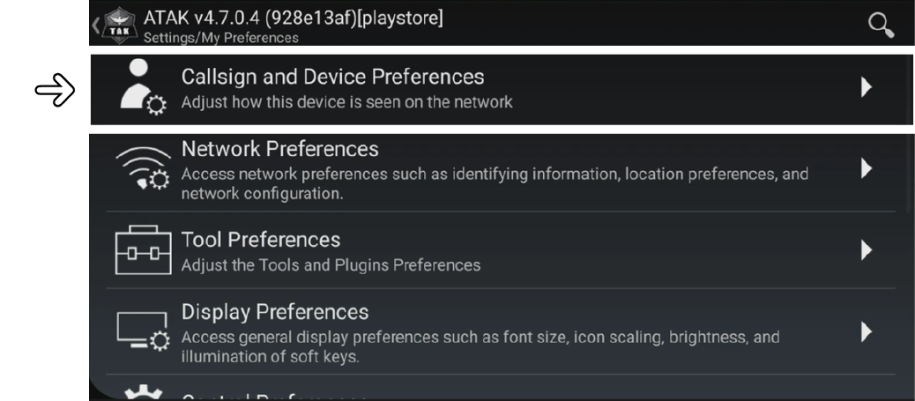 ATAK v4.7.0.4 (928e13af)[playstore]
TAK
Settings/My Preferences
Callsign and Device Preferences
Adjust how this device is seen on the network
Network Preferences
Access network preferences such as identifying information, location preferences, and
network configuration.
Tool Preferences
Adjust the Tools and Plugins Preferences
Display Preferences
Access general display preferences such as font size, icon scaling, brightness, and
illumination of soft keys.